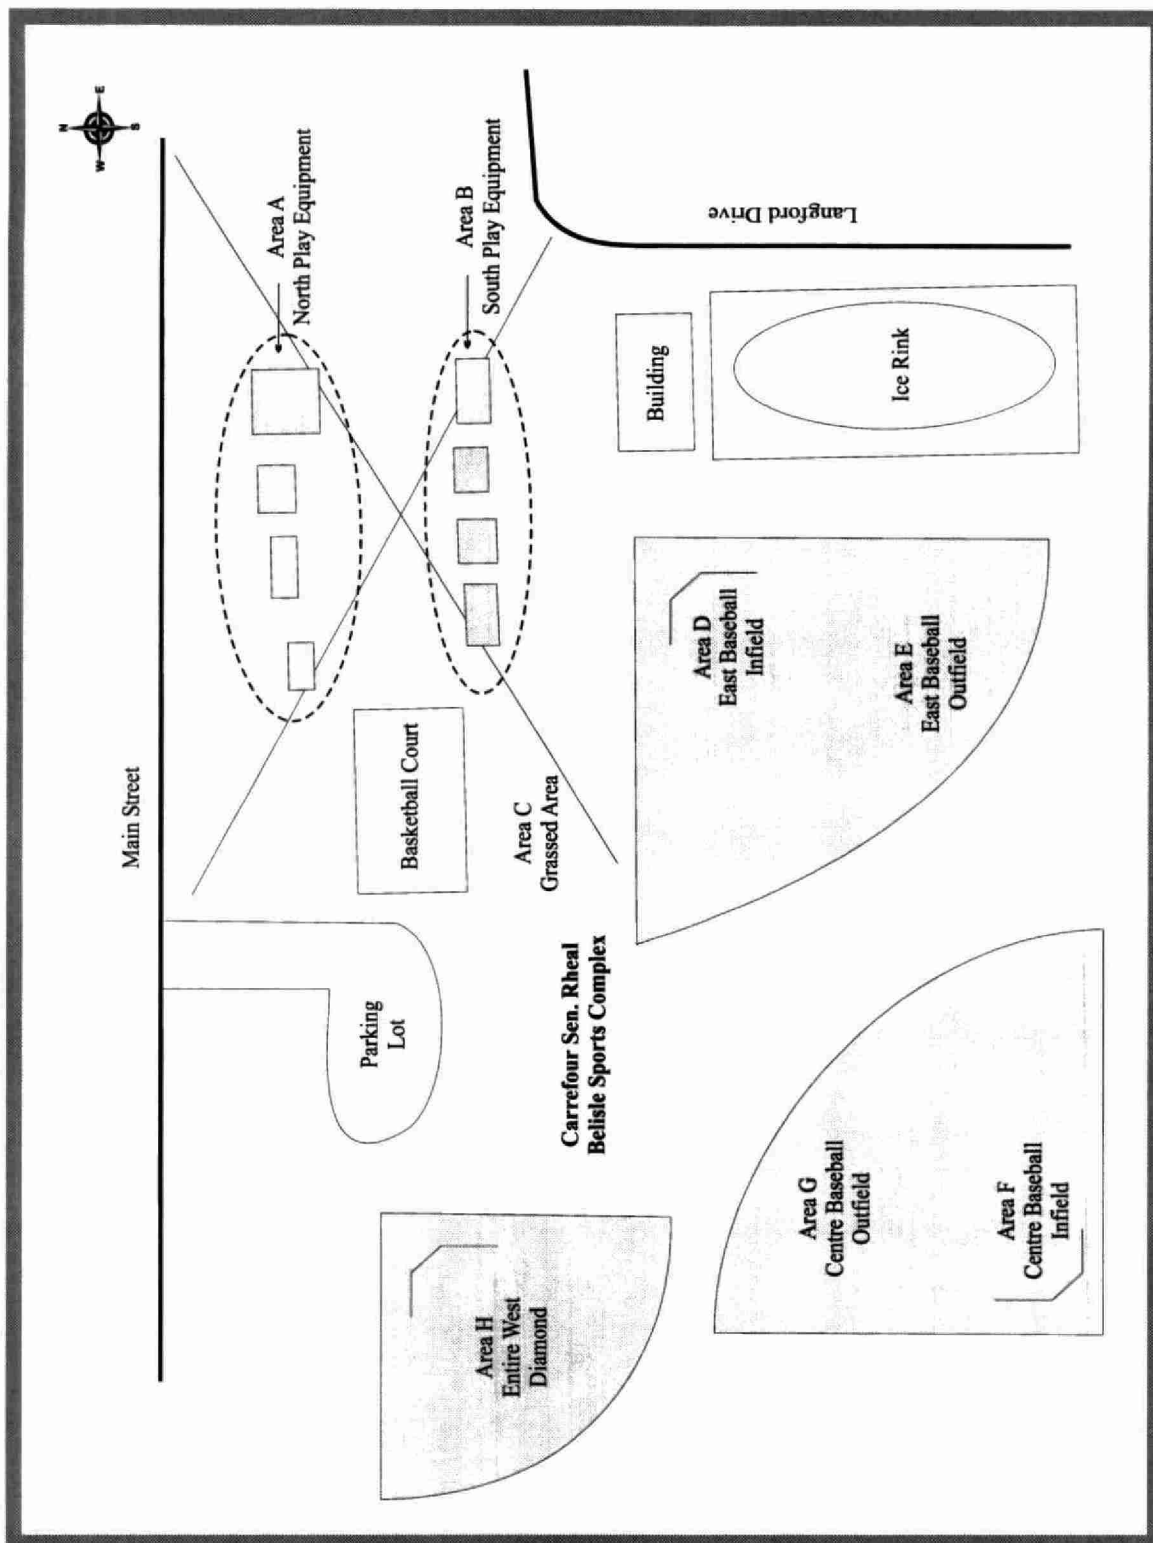 N
E
S
W
Main Street
Area A
North Play Equipment
Area B
South Play Equipment
Langford Drive
Parking
Lot
Basketball Court
Area C
Grassed Area
Building
Ice Rink
Carrefour Sen. Rheal
Belisle Sports Complex
Area D
East Baseball
Infield
Area E
East Baseball
Outfield
Area H
Entire West
Diamond
Area G
Centre Baseball
Outfield
Area F
Centre Baseball
Infield